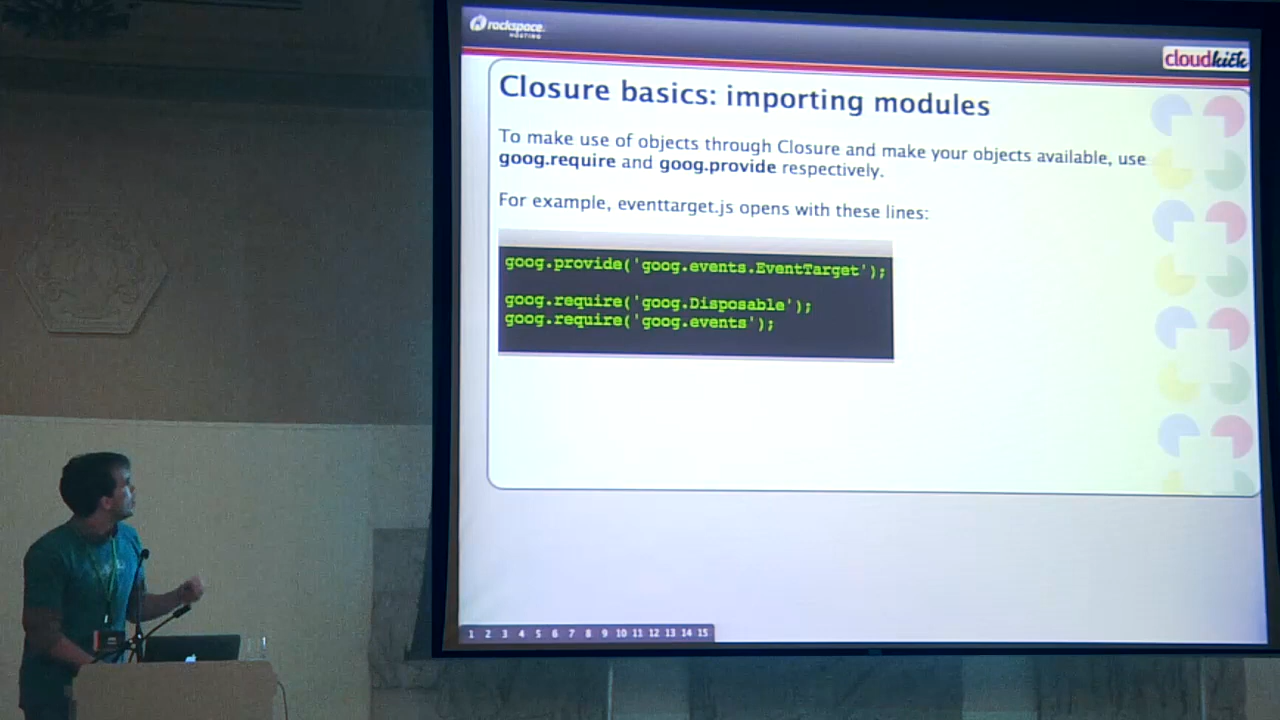 rackspace
HOSTING
cloudkick
Closure basics: importing modules
To make use of objects through Closure and make your objects available, use
goog.require and goog.provide respectively.
For example, eventtarget.js opens with these lines:
goog.provide('goog.events.EventTarget');
goog.require('goog.Disposable');
goog.require('goog.events');
1 2 3 4 5 6 7 8 9 10 11 12 13 14 15